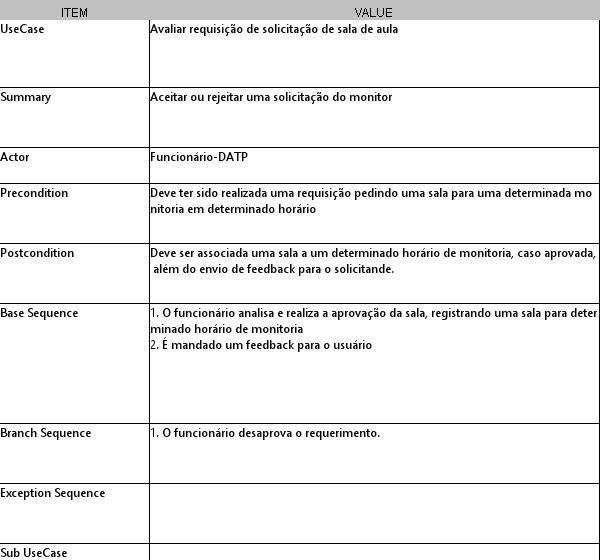 ITEM VALUE
UseCase Avaliar requisição de solicitação de sala de aula
Summary Aceitar ou rejeitar uma solicitação do monitor
Actor Funcionário-DATP
Precondition Deve ter sido realizada uma requisição pedindo uma sala para uma determinada mo
nitoria em determinado horário
Postcondition Deve ser associada uma sala a um determinado horário de monitoria, caso aprovada,
além do envio de feedback para o solicitande.
Base Sequence 1. O funcionário analisa e realiza a aprovação da sala, registrando uma sala para deter
minado horário de monitoria
2. É mandado um feedback para o usuário
Branch Sequence 1. O funcionário desaprova o requerimento.
Exception Sequence
Sub UseCase